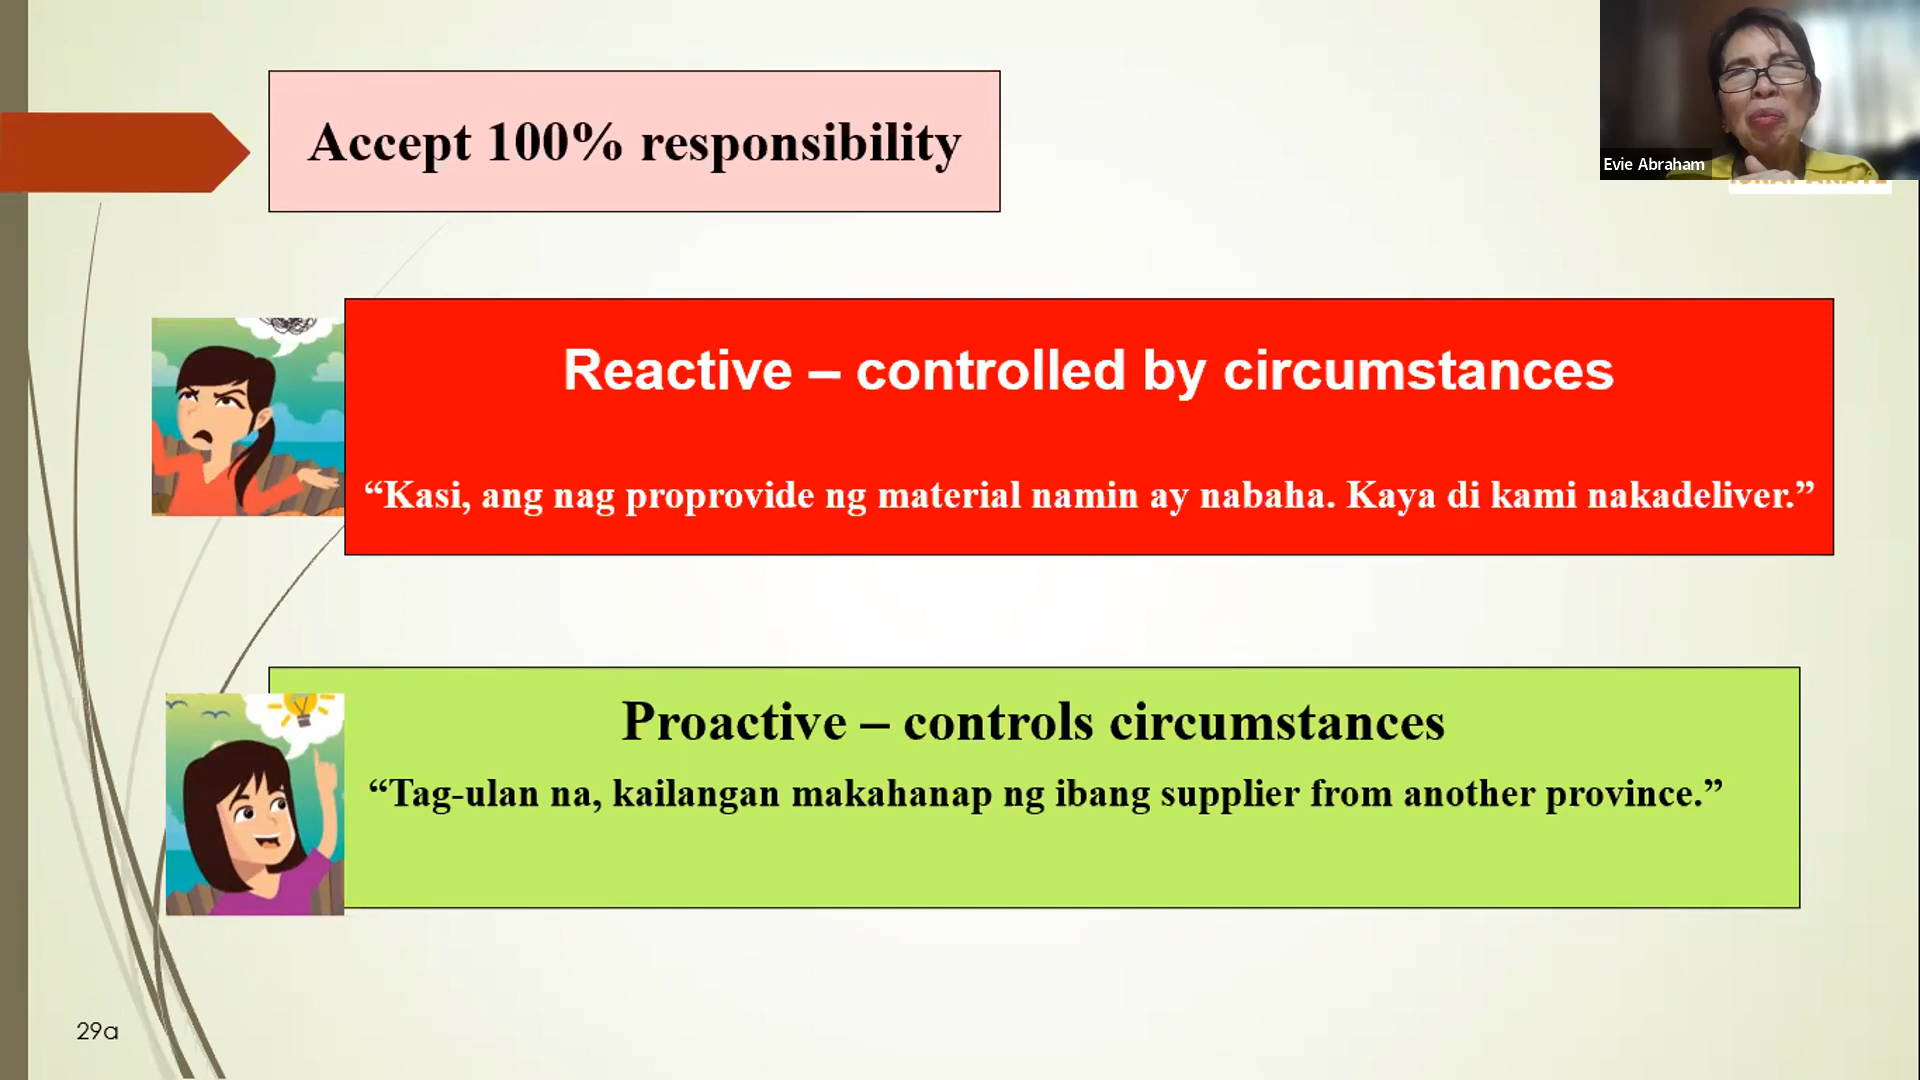 Accept 100% responsibility
Evie Abraham
Reactive – controlled by circumstances
“Kasi, ang nag proprovide ng material namin ay nabaha. Kaya di kami nakadeliver.”
Proactive – controls circumstances
“Tag-ulan na, kailangan makahanap ng ibang supplier from another province.”
29a